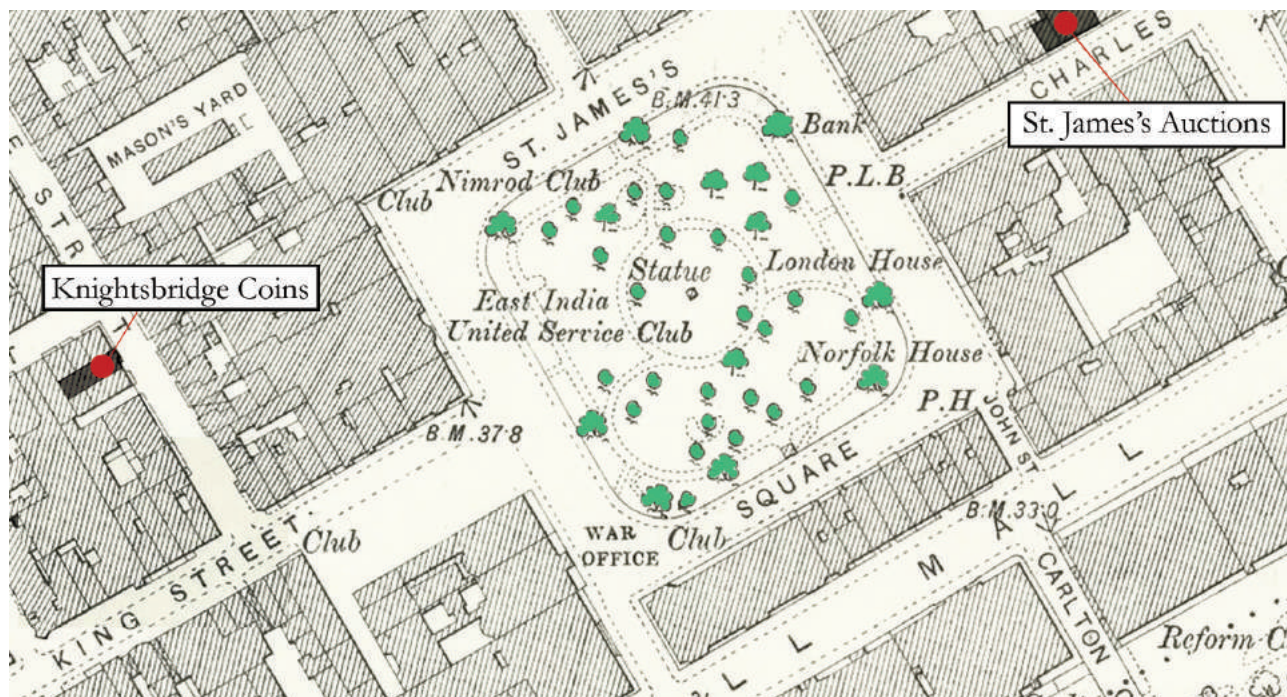 CHARLES
St. James's Auctions
ST. JAMES'S
B.M.41·3
MASON'S YARD
Bank
P.L.B
Club
Nimrod Club
STR T
Knightsbridge Coins
Statue
London House
East India
United Service Club
Norfolk House
P.H.
JOHN ST
B.M.37·8
SQUARE
B.M.33·0
KING STREET.
Club
WAR
OFFICE
Club
M A L L
L L
CARLTON
Reform C